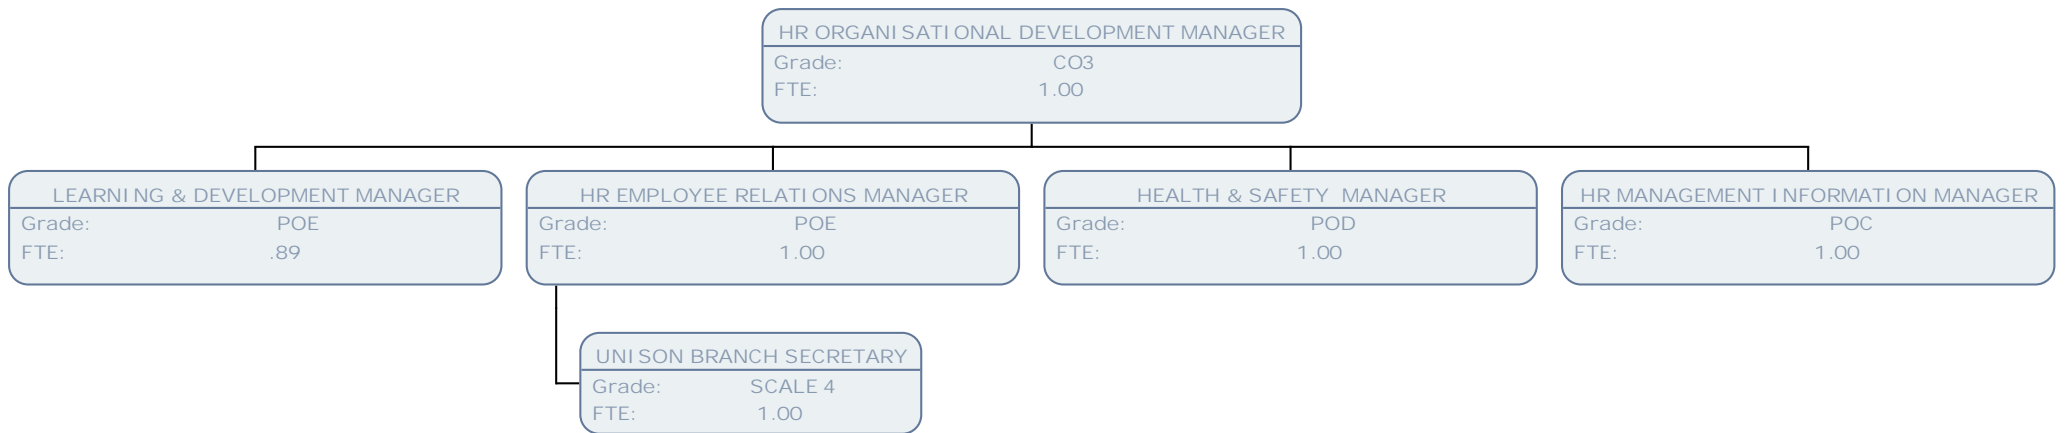 HR ORGANISATIONAL DEVELOPMENT MANAGER
Grade: CO3
FTE: 1.00
LEARNING & DEVELOPMENT MANAGER
Grade: POE
FTE: .89
HR EMPLOYEE RELATIONS MANAGER
Grade: POE
FTE: 1.00
HEALTH & SAFETY MANAGER
Grade: POD
FTE: 1.00
HR MANAGEMENT INFORMATION MANAGER
Grade: POC
FTE: 1.00
UNISON BRANCH SECRETARY
Grade: SCALE 4
FTE: 1.00